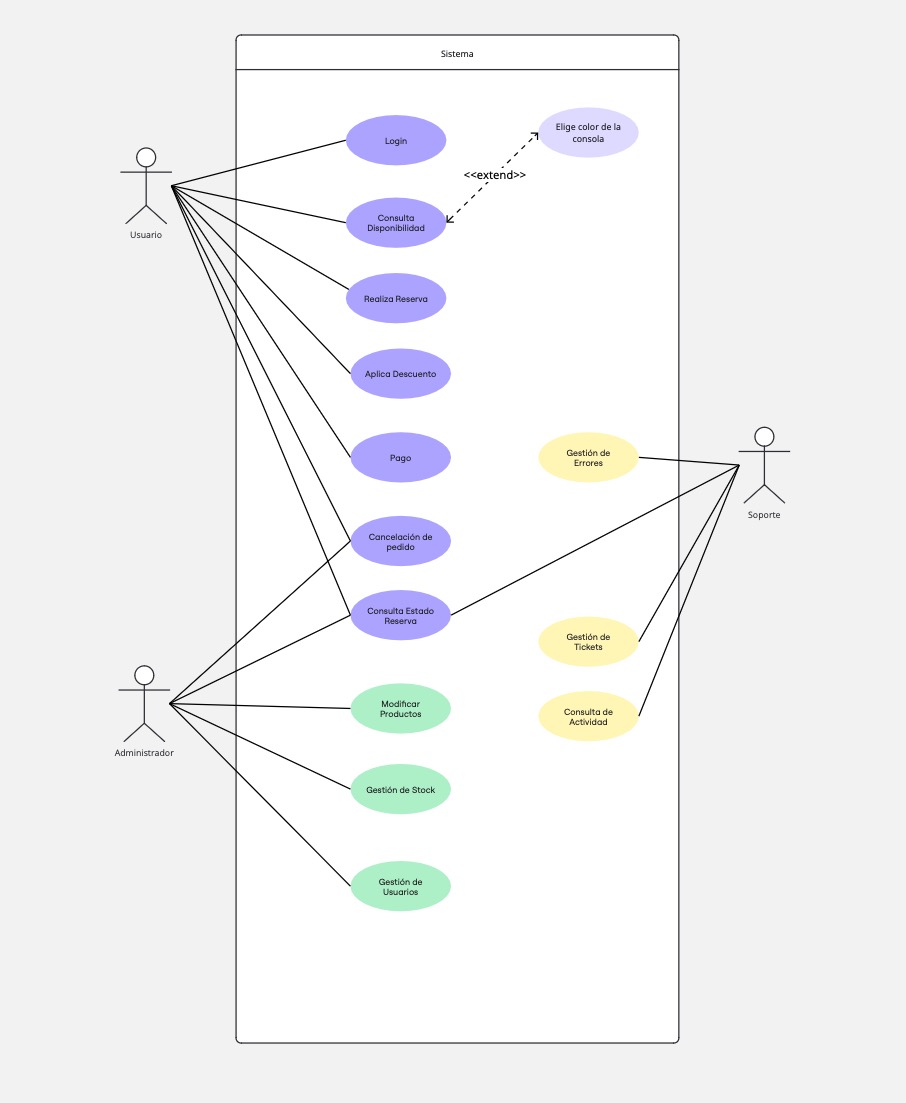 Sistema
Login
Elige color de la
consola
<<extend>>
Consulta
Disponibilidad
Usuario
Realiza Reserva
Aplica Descuento
Pago
Gestión de
Errores
Soporte
Cancelación de
pedido
Consulta Estado
Reserva
Gestión de
Tickets
Modificar
Productos
Consulta de
Actividad
Administrador
Gestión de Stock
Gestión de
Usuarios